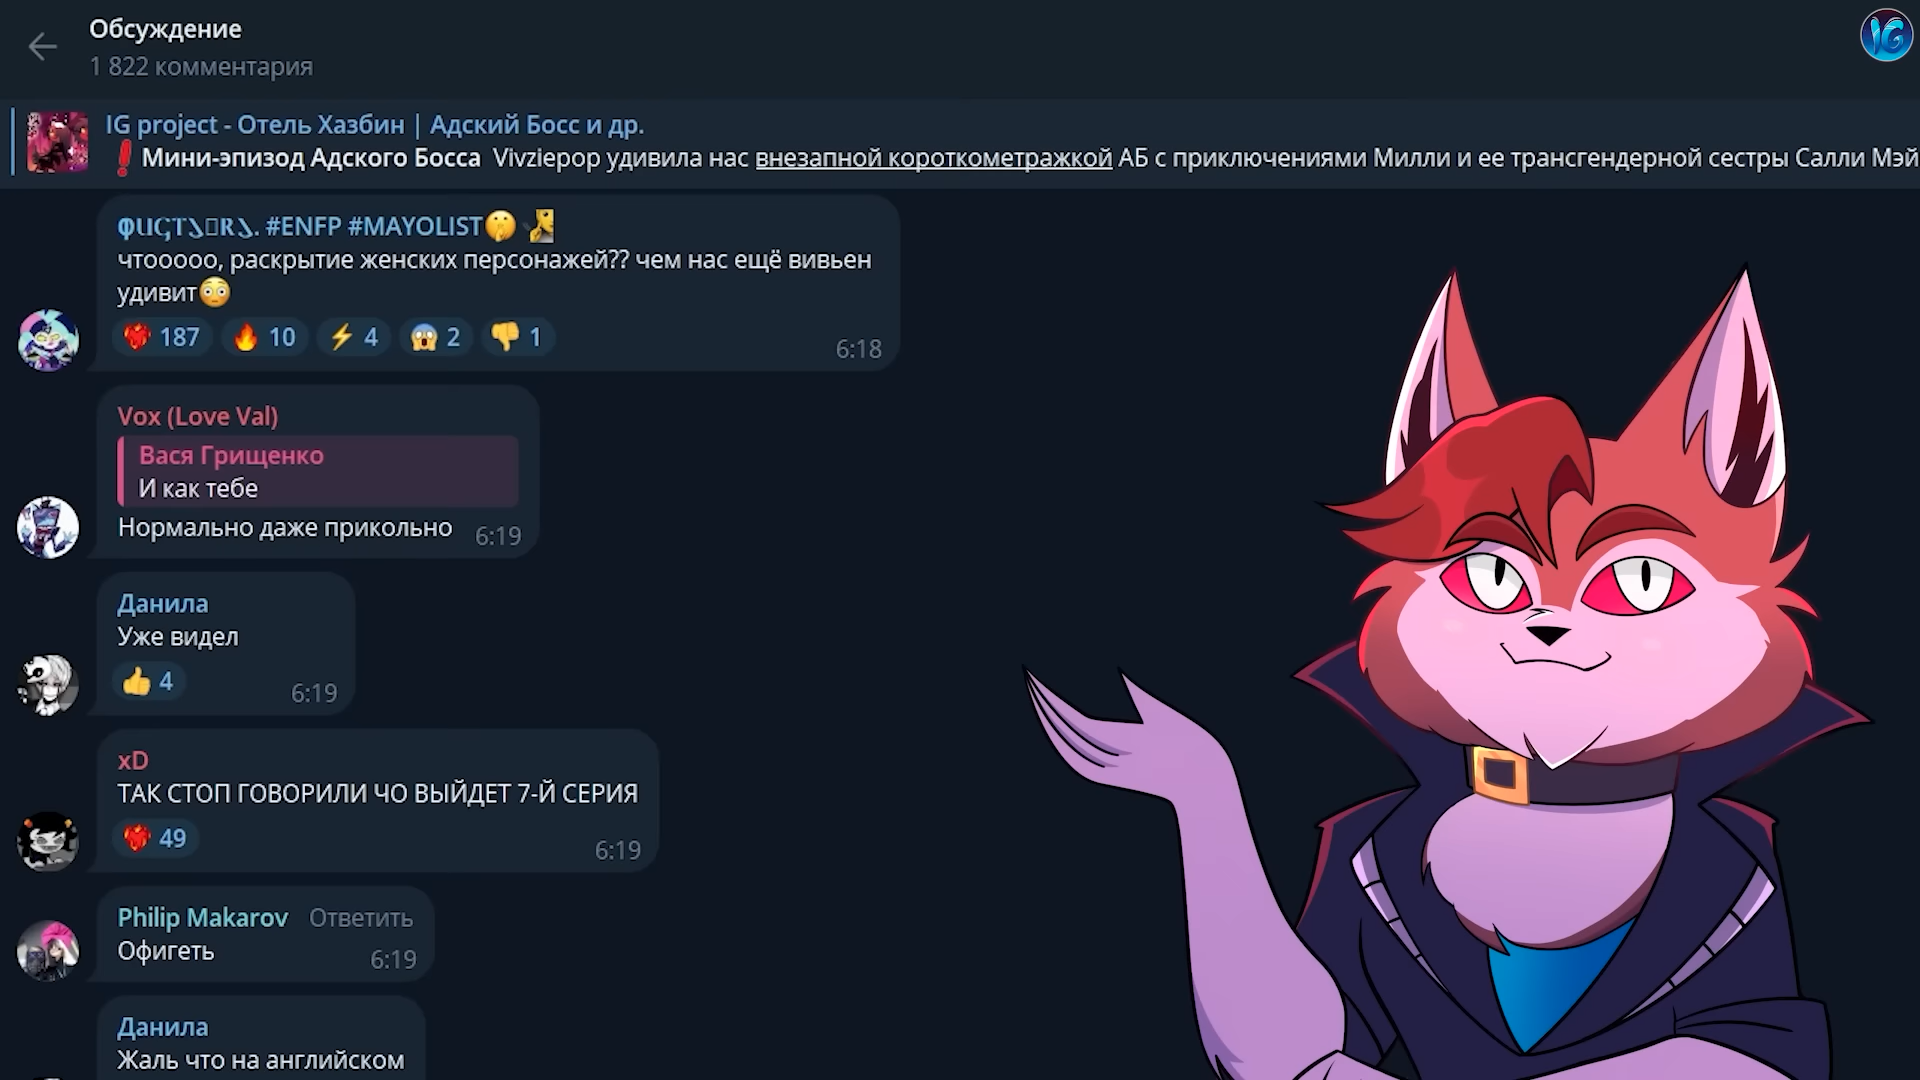 Обсуждение
1 822 комментария
IG project - Отель Хазбин | Адский Босс и др.
❗ Мини-эпизод Адского Босса Vivziepop удивила нас внезапной короткометражкой АБ с приключениями Милли и ее трансгендерной сестры Салли Мэй
#ENFP #MAYOLIST🤫
чтооооо, раскрытие женских персонажей?? чем нас ещё вивьен
удивит😳
187 🔥 10 ⚡ 4 😱 2 👎 1
6:18
Vox (Love Val)
Вася Грищенко
И как тебе
Нормально даже прикольно 6:19
Данила
Уже видел
👍 4
6:19
xD
ТАК СТОП ГОВОРИЛИ ЧО ВЫЙДЕТ 7-Й СЕРИЯ
49
6:19
Philip Makarov Ответить
Офигеть
6:19
Данила
Жаль что на английском
IG